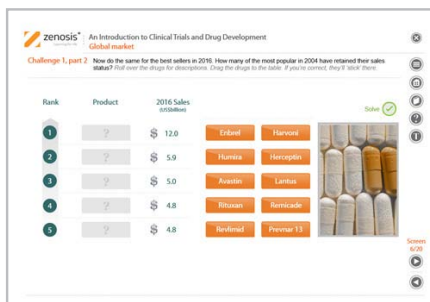 zenosis®
An Introduction to Clinical Trials and Drug Development
Global market
Challenge 1, part 2
Now do the same for the best sellers in 2016. How many of the most popular in 2004 have retained their sales
status? Roll over the drugs for descriptions. Drag the drugs to the table. If you're correct, they'll 'stick' there.
Rank Product 2016 Sales
(US$billion)
Solve
1 ? $ 12.0 Enbrel Harvoni
2 ? $ 5.9 Humira Herceptin
3 ? $ 5.0 Avastin Lantus
4 ? $ 4.8 Rituxan Remicade
5 ? $ 4.8 Revlimid Prevnar 13
Screen
6/20